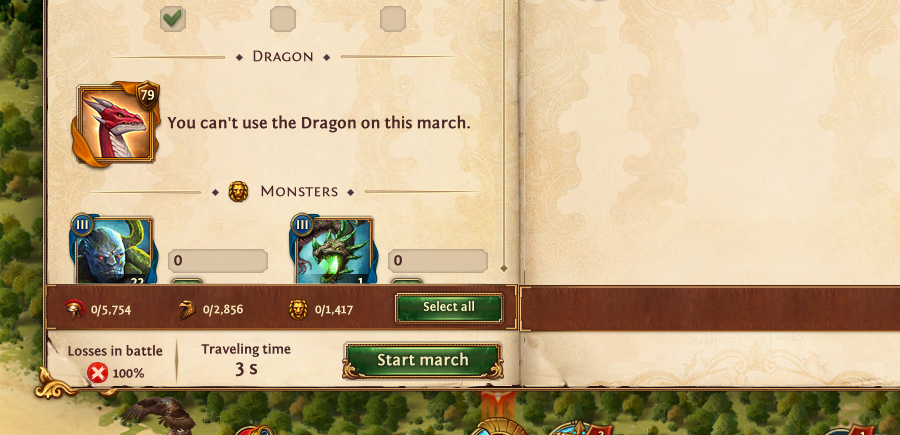 DRAGON
79
You can't use the Dragon on this march.
MONSTERS
III
0
III
0
1
0/5,754
0/2,856
0/1,417
Select all
Losses in battle
100%
Traveling time
3 s
Start march